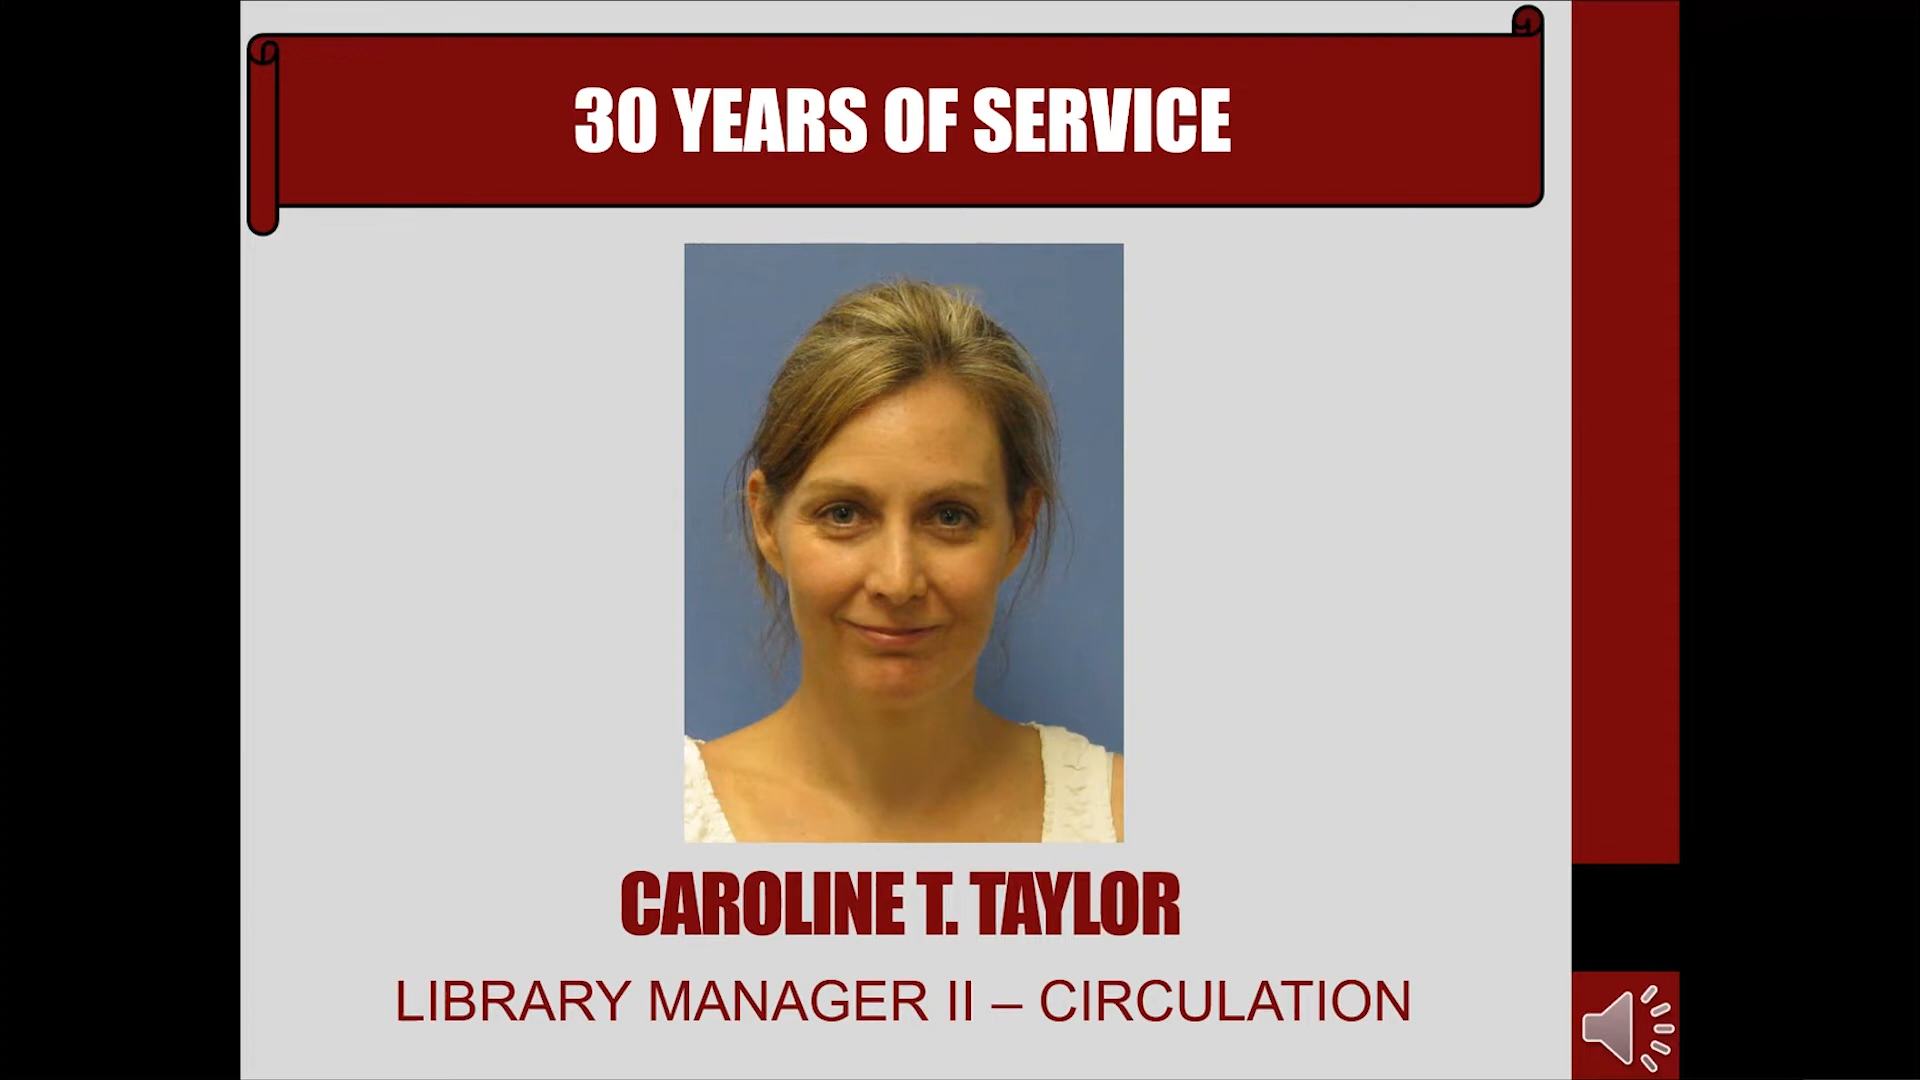 30 YEARS OF SERVICE
CAROLINE T. TAYLOR
LIBRARY MANAGER II – CIRCULATION